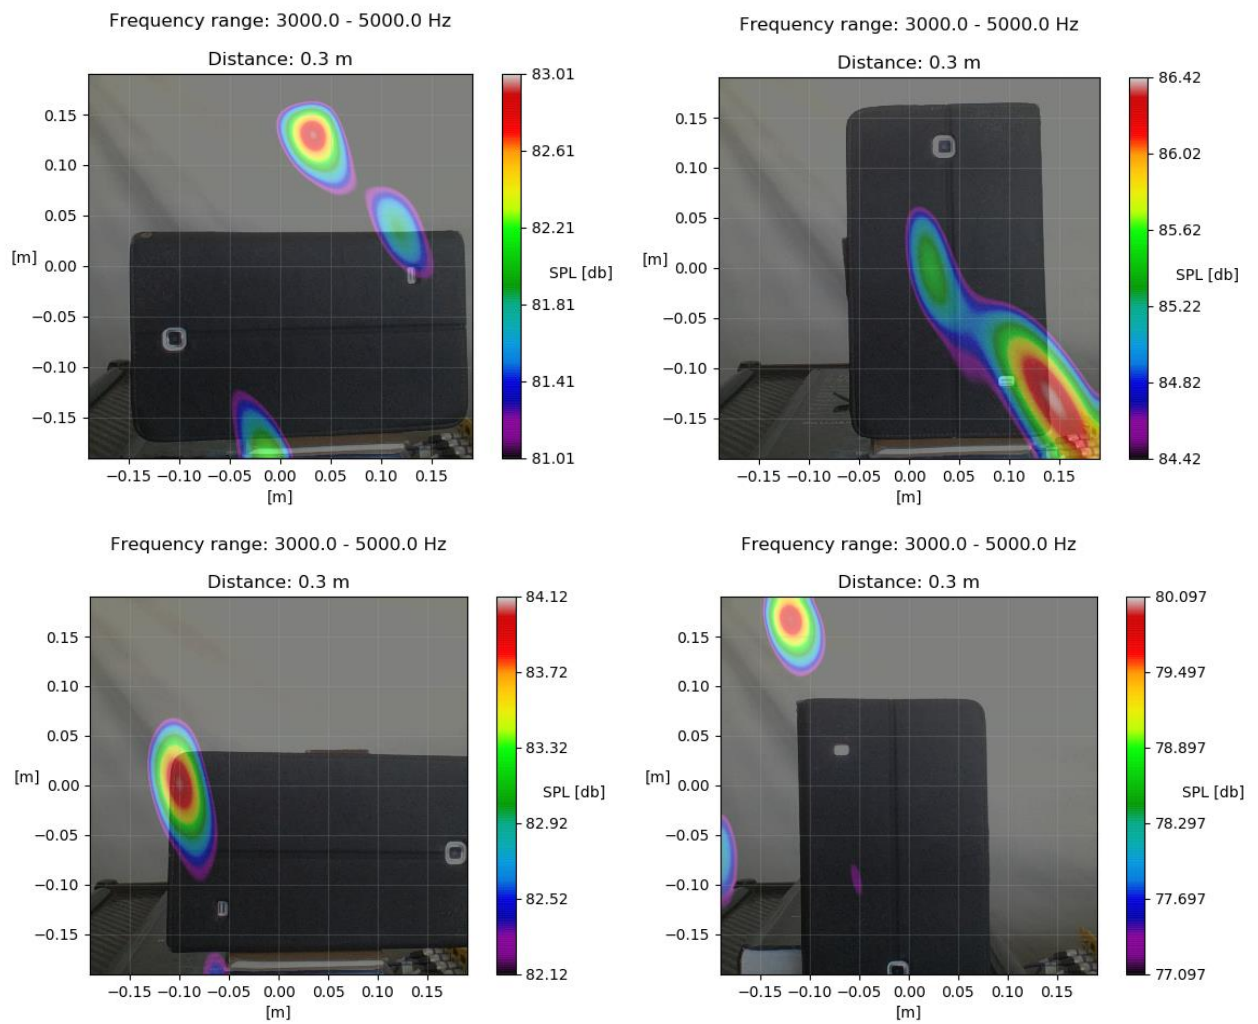 Frequency range: 3000.0 - 5000.0 Hz
Distance: 0.3 m
0.15
0.10
0.05
0.00
−0.05
−0.10
−0.15
[m]
−0.15 −0.10 −0.05 0.00 0.05 0.10 0.15
[m]
83.01
82.61
82.21
81.81
81.41
81.01
SPL [db]
Frequency range: 3000.0 - 5000.0 Hz
Distance: 0.3 m
0.15
0.10
0.05
0.00
−0.05
−0.10
−0.15
[m]
−0.15 −0.10 −0.05 0.00 0.05 0.10 0.15
[m]
86.42
86.02
85.62
85.22
84.82
84.42
SPL [db]
Frequency range: 3000.0 - 5000.0 Hz
Distance: 0.3 m
0.15
0.10
0.05
0.00
−0.05
−0.10
−0.15
[m]
−0.15 −0.10 −0.05 0.00 0.05 0.10 0.15
[m]
84.12
83.72
83.32
82.92
82.52
82.12
SPL [db]
Frequency range: 3000.0 - 5000.0 Hz
Distance: 0.3 m
0.15
0.10
0.05
0.00
−0.05
−0.10
−0.15
[m]
−0.15 −0.10 −0.05 0.00 0.05 0.10 0.15
[m]
80.097
79.497
78.897
78.297
77.697
77.097
SPL [db]